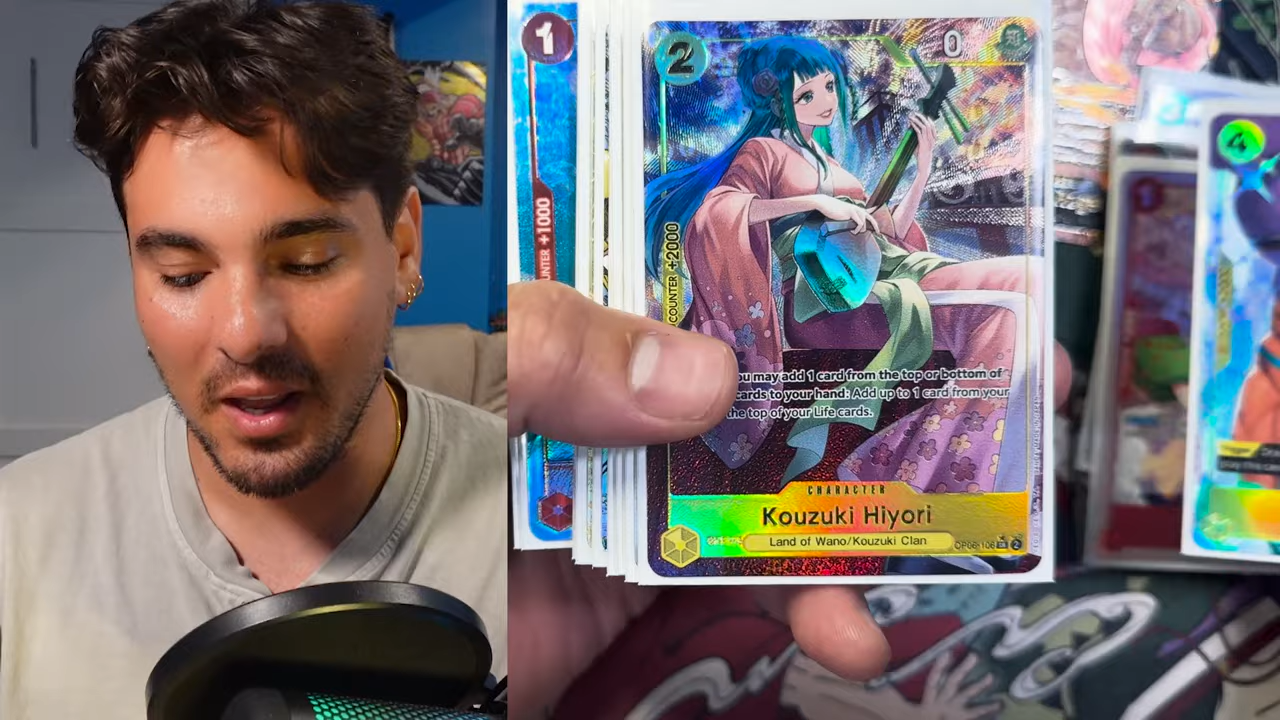 1
COUNTER +1000
2
0
COUNTER +2000
ou may add 1 card from the top or bottom of
cards to your hand: Add up to 1 card from your
the top of your Life cards.
CHARACTER
Kouzuki Hiyori
Land of Wano/Kouzuki Clan
OP06-106
2
1
4